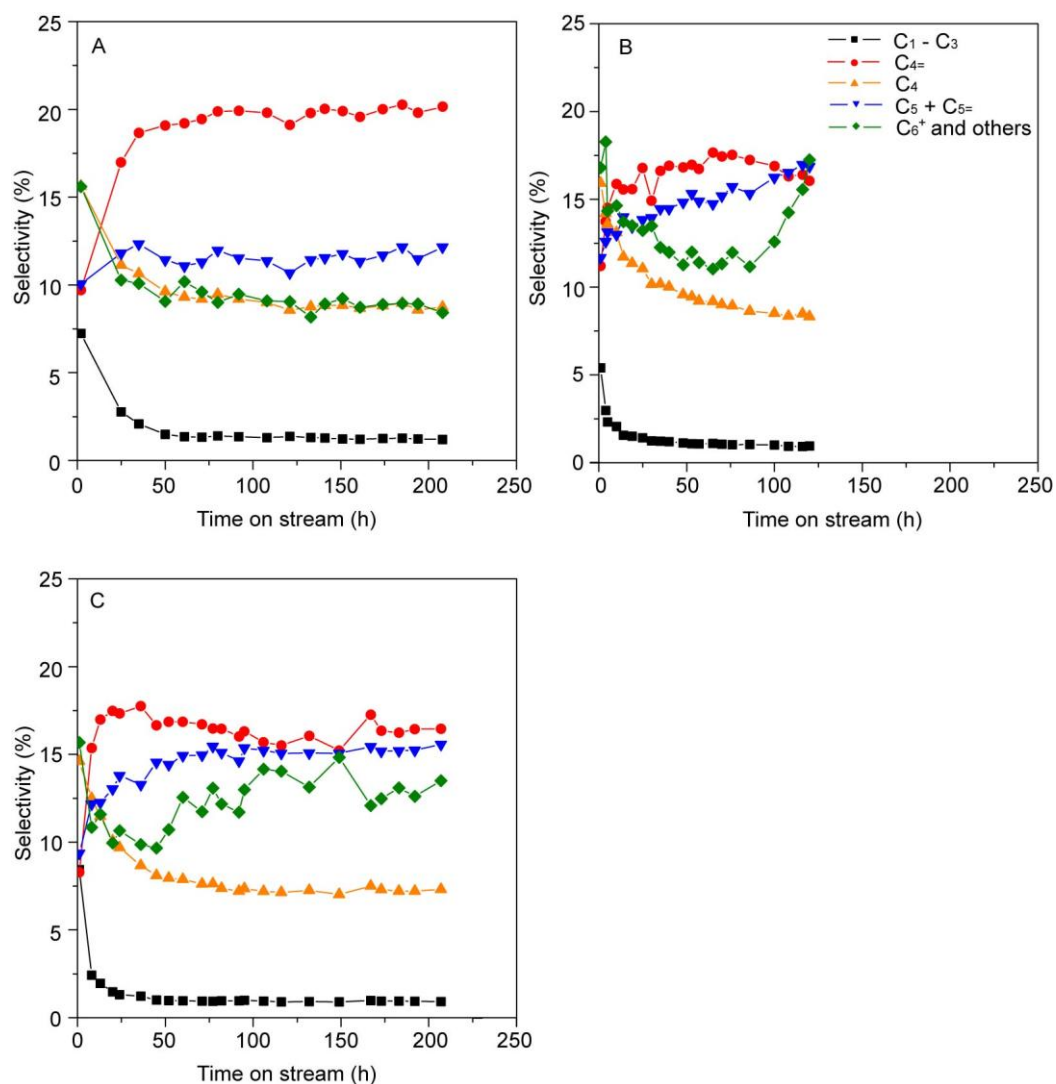 A
Selectivity (%)
25
20
15
10
5
0
0 50 100 150 200 250
Time on stream (h)
B
C₁ - C₃
C₄₌
C₄
C₅ + C₅₌
C₆⁺ and others
Selectivity (%)
25
20
15
10
5
0
0 50 100 150 200 250
Time on stream (h)
C
Selectivity (%)
25
20
15
10
5
0
0 50 100 150 200 250
Time on stream (h)